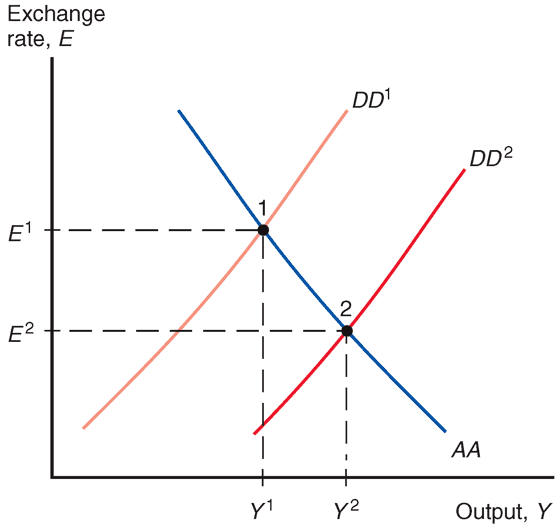 Exchange
rate, E
DD¹
DD²
1
E¹
2
E²
AA
Y¹
Y²
Output, Y